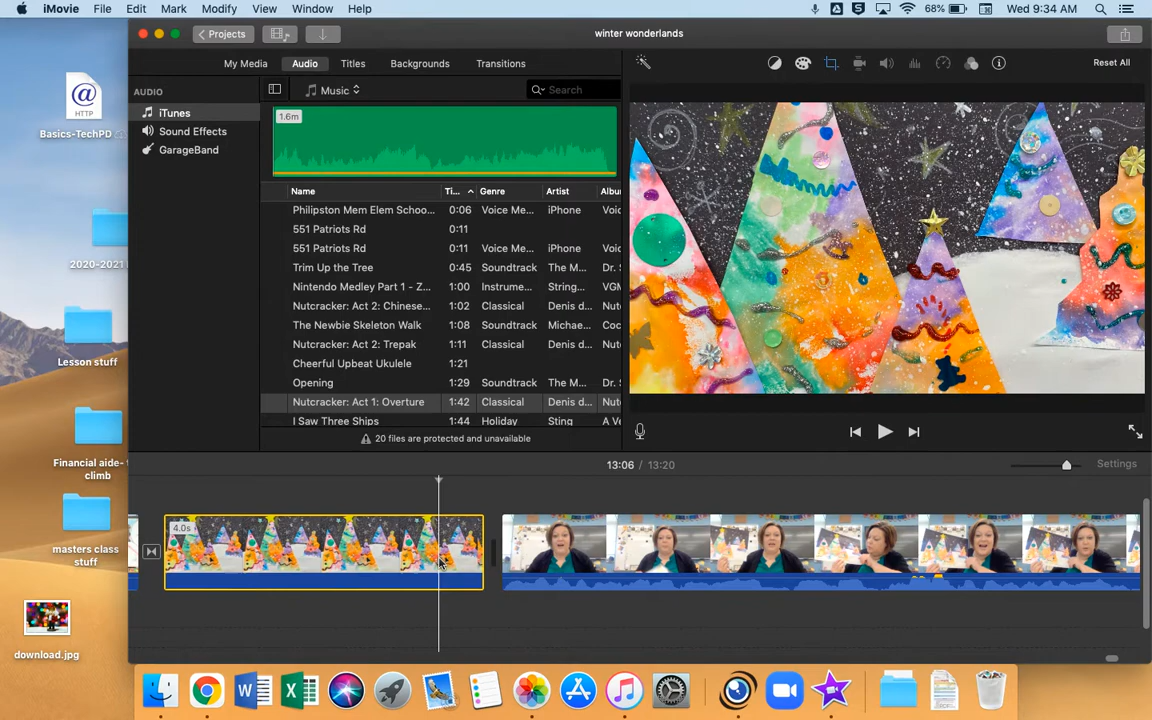 iMovie File Edit Mark Modify View Window Help 68% Wed 9:34 AM
Projects winter wonderlands
My Media Audio Titles Backgrounds Transitions Reset All
AUDIO Music Search
iTunes
Sound Effects
GarageBand
1.6m
Name Ti... Genre Artist Albu
Philipston Mem Elem Schoo... 0:06 Voice Me... iPhone Voic
551 Patriots Rd 0:11
551 Patriots Rd 0:11 Voice Me... iPhone Voic
Trim Up the Tree 0:45 Soundtrack The M... Dr. S
Nintendo Medley Part 1 - Z... 1:00 Instrume... String... VGM
Nutcracker: Act 2: Chinese... 1:02 Classical Denis d... Nut
The Newbie Skeleton Walk 1:08 Soundtrack Michae... Coc
Nutcracker: Act 2: Trepak 1:11 Classical Denis d... Nut
Cheerful Upbeat Ukulele 1:21
Opening 1:29 Soundtrack The M... Dr. S
Nutcracker: Act 1: Overture 1:42 Classical Denis d... Nut
I Saw Three Ships 1:44 Holiday Sting A Ve
20 files are protected and unavailable
13:06 / 13:20 Settings
4.0s
@
HTTP
Basics-TechPD
2020-2021
Lesson stuff
Financial aide-
climb
masters class
stuff
download.jpg